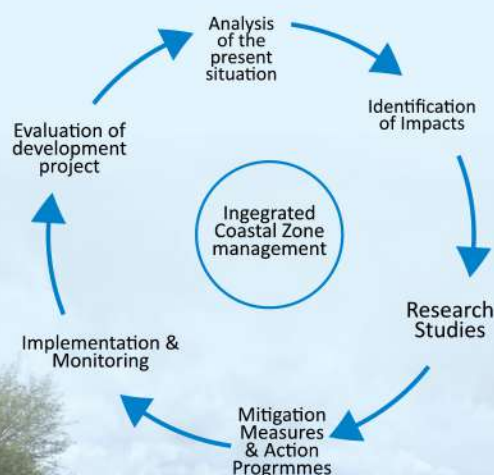 Analysis
of the
present
situation
Identification
of Impacts
Research
Studies
Mitigation
Measures
& Action
Progrmmes
Implementation &
Monitoring
Evaluation of
development
project
Ingegrated
Coastal Zone
management